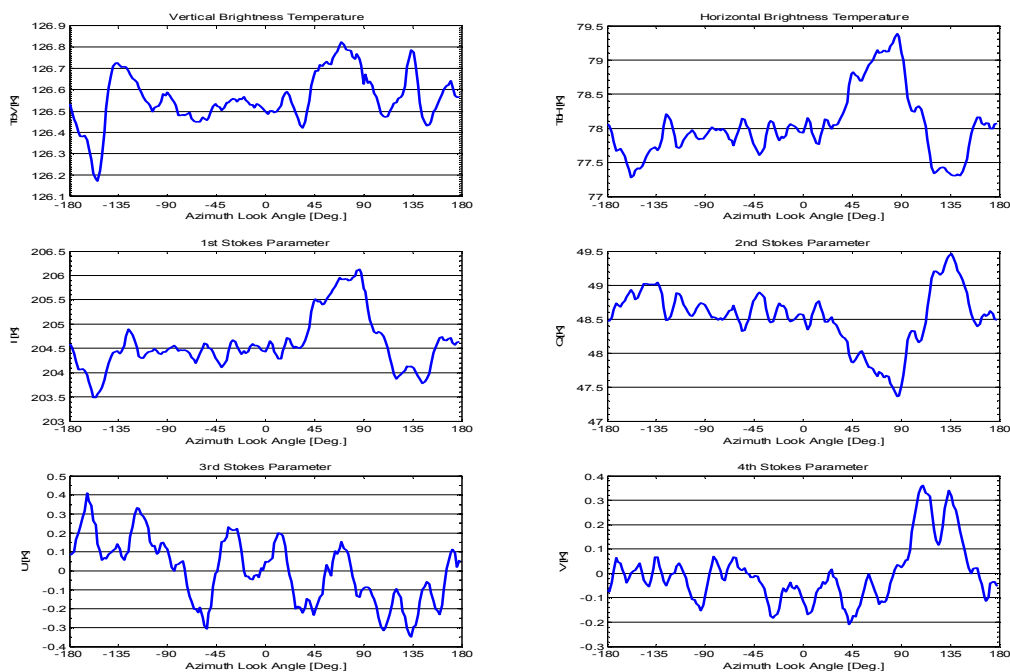 Vertical Brightness Temperature
126.9
126.8
126.7
126.6
126.5
126.4
126.3
126.2
126.1
TbV[K]
-180 -135 -90 -45 0 45 90 135 180
Azimuth Look Angle [Deg.]
Horizontal Brightness Temperature
79.5
79
78.5
78
77.5
77
TbH[K]
-180 -135 -90 -45 0 45 90 135 180
Azimuth Look Angle [Deg.]
1st Stokes Parameter
206.5
206
205.5
205
204.5
204
203.5
203
I [K]
-180 -135 -90 -45 0 45 90 135 180
Azimuth Look Angle [Deg.]
2nd Stokes Parameter
49.5
49
48.5
48
47.5
47
Q[K]
-180 -135 -90 -45 0 45 90 135 180
Azimuth Look Angle [Deg.]
3rd Stokes Parameter
0.5
0.4
0.3
0.2
0.1
0
-0.1
-0.2
-0.3
-0.4
U[K]
-180 -135 -90 -45 0 45 90 135 180
Azimuth Look Angle [Deg.]
4th Stokes Parameter
0.4
0.3
0.2
0.1
0
-0.1
-0.2
-0.3
V[K]
-180 -135 -90 -45 0 45 90 135 180
Azimuth Look Angle [Deg.]